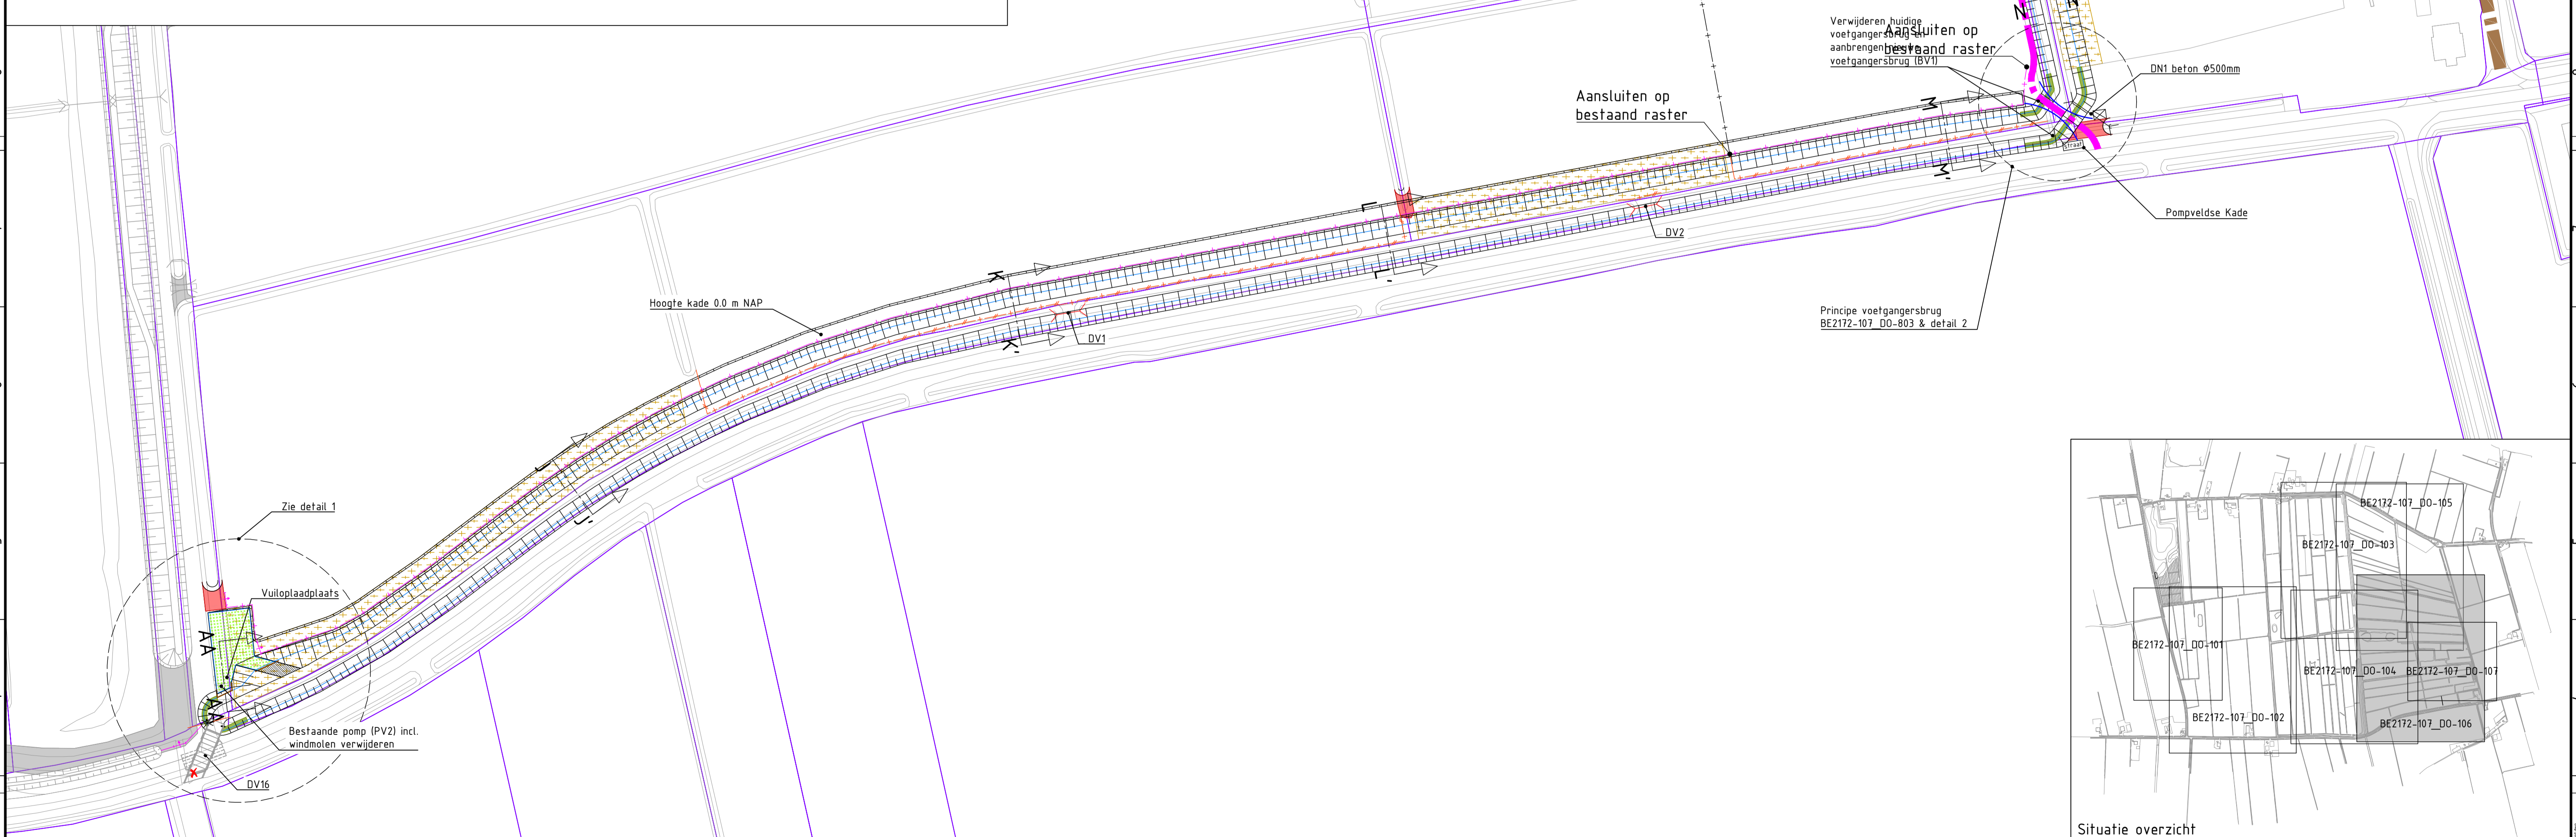 Verwijderen huidige
voetgangersbrug en
aanbrengen nieuwe
voetgangersbrug (BV1)
Aansluiten op
bestaand raster
N
DN1 beton Ø500mm
Aansluiten op
bestaand raster
M
M'
straat
Pompveldse Kade
L
L'
DV2
K
K'
Hoogte kade 0.0 m NAP
DV1
Principe voetgangersbrug
BE2172-107_DO-803 & detail 2
J
J'
Zie detail 1
Vuiloplaadplaats
AA
AA'
Bestaande pomp (PV2) incl.
windmolen verwijderen
DV16
BE2172-107_DO-105
BE2172-107_DO-103
BE2172-107_DO-101
BE2172-107_DO-104
BE2172-107_DO-107
BE2172-107_DO-102
BE2172-107_DO-106
Situatie overzicht